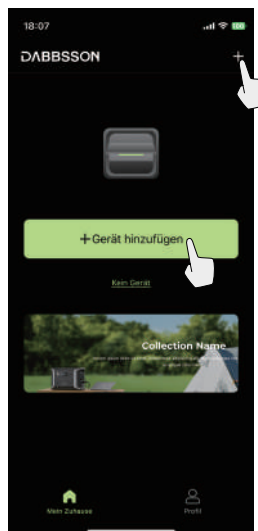 18:07
DABBSSON
+
+Gerät hinzufügen
Kein Gerät
Collection Name
Mein Zuhause
Profil